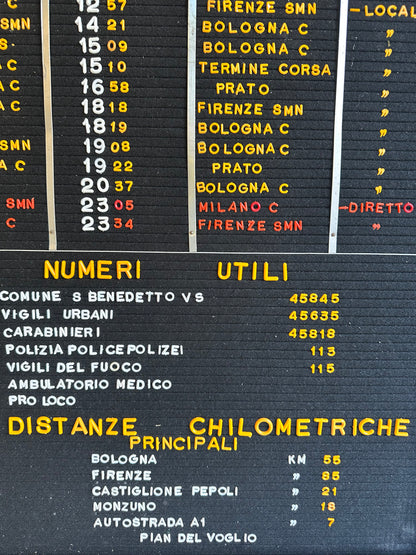 12 57 FIRENZE SMN – LOCAL
SMN 14 21 BOLOGNA C "
S. 15 09 BOLOGNA C "
C 15 10 TERMINE CORSA "
A C 16 58 PRATO "
A C 18 18 FIRENZE SMN "
18 19 BOLOGNA C "
SMN 19 08 BOLOGNA C "
A C 19 22 PRATO "
20 37 BOLOGNA C "
SMN 23 05 MILANO C – DIRETTO
C 23 34 FIRENZE SMN "
NUMERI UTILI
COMUNE S BENEDETTO V S 45845
VIGILI URBANI 45635
CARABINIERI 45818
POLIZIA POLICE POLIZEI 113
VIGILI DEL FUOCO 115
AMBULATORIO MEDICO
PRO LOCO
DISTANZE CHILOMETRICHE
PRINCIPALI
BOLOGNA KM 55
FIRENZE " 85
CASTIGLIONE PEPOLI " 21
MONZUNO " 18
AUTOSTRADA A1 " 7
PIAN DEL VOGLIO